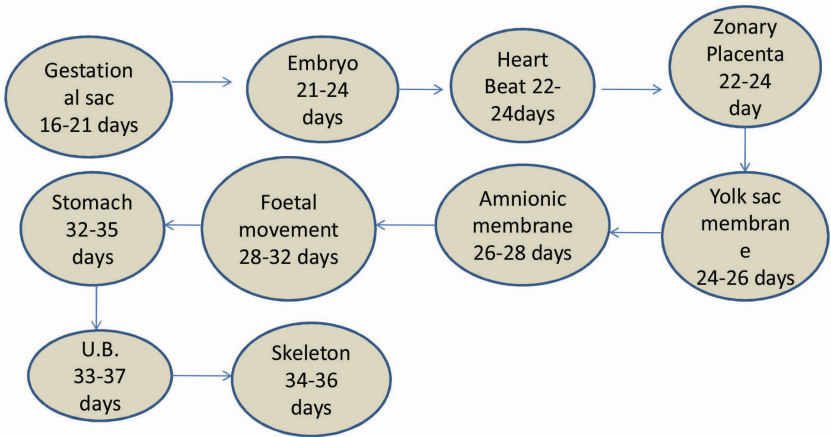 Gestation
al sac
16-21 days
Embryo
21-24
days
Heart
Beat 22-
24days
Zonary
Placenta
22-24
day
Stomach
32-35
days
Foetal
movement
28-32 days
Amnionic
membrane
26-28 days
Yolk sac
membran
e
24-26 days
U.B.
33-37
days
Skeleton
34-36
days